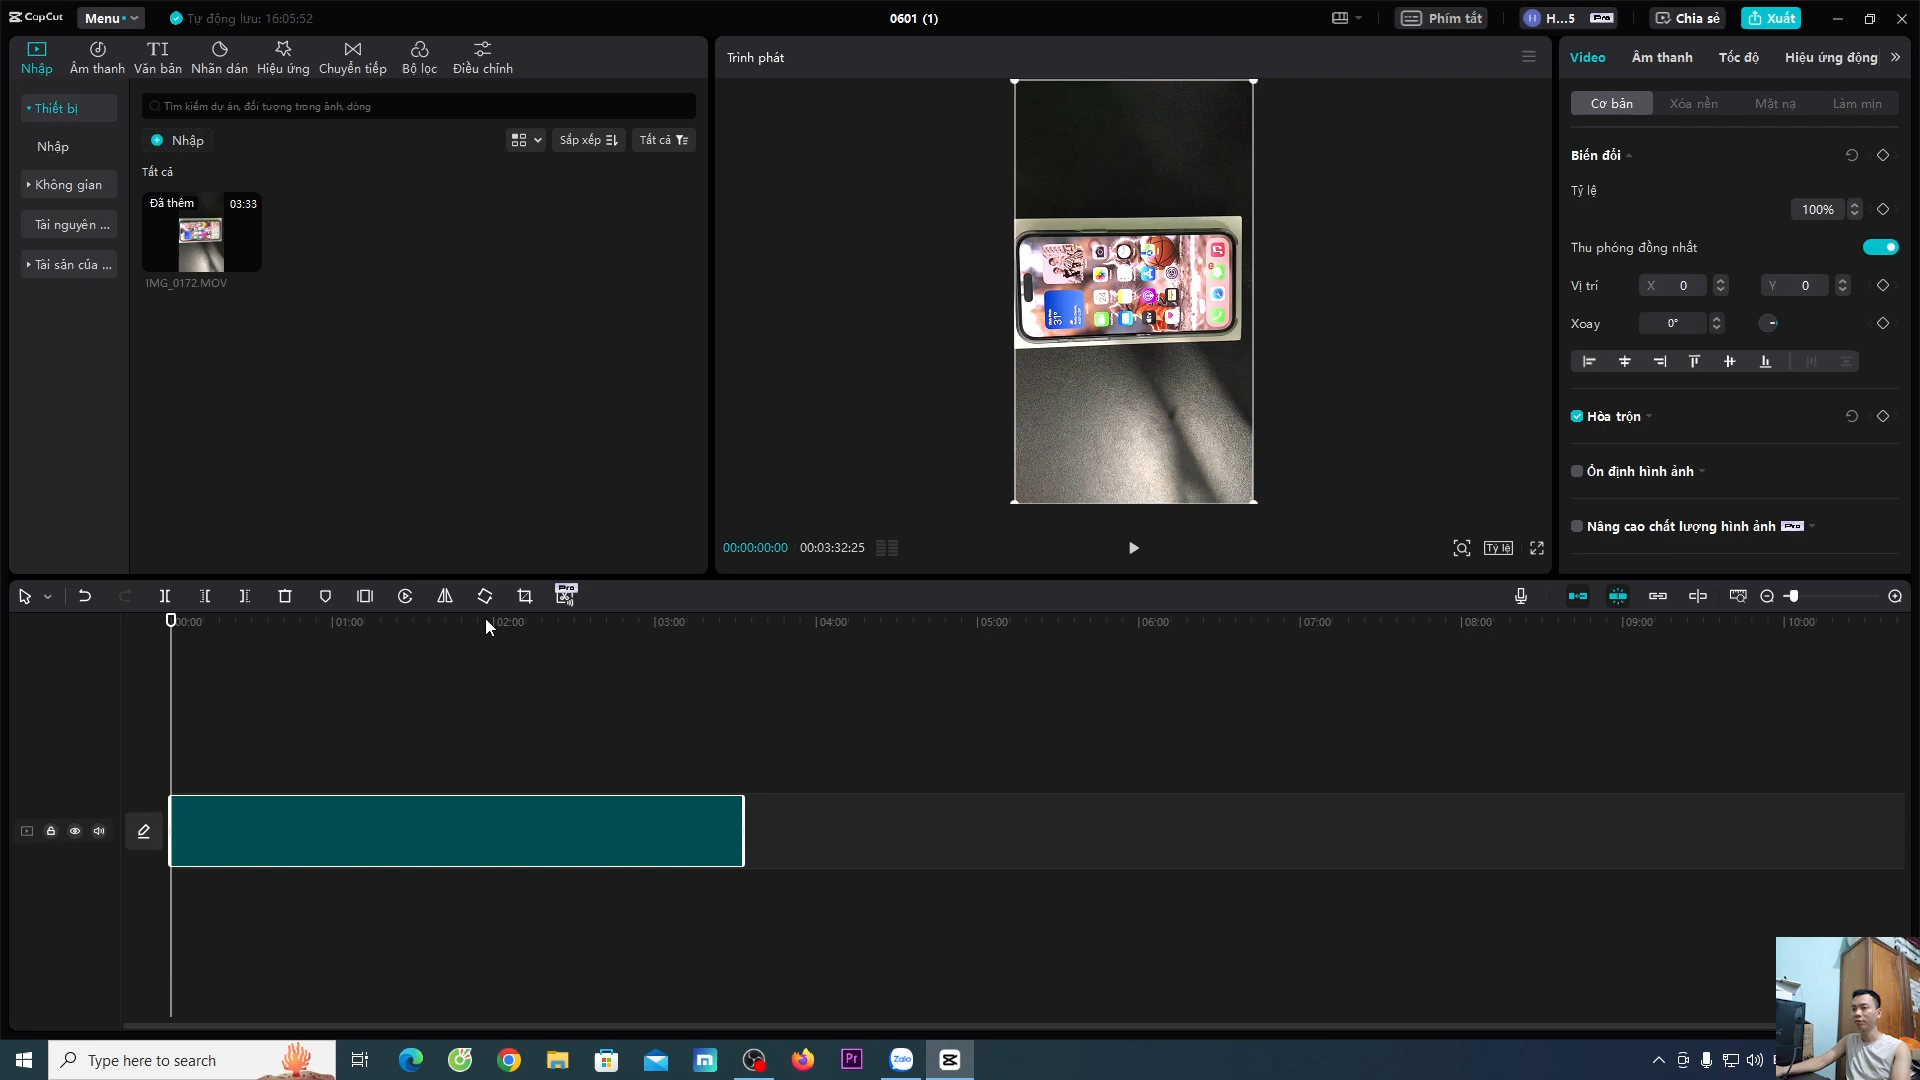 CapCut
Menu
Tự động lưu: 16:05:52
0601 (1)
Phím tắt
H...5
Pro
Chia sẻ
Xuất
Nhập
Âm thanh
Văn bản
Nhãn dán
Hiệu ứng
Chuyển tiếp
Bộ lọc
Điều chỉnh
Thiết bị
Nhập
Không gian
Tài nguyên ...
Tài sản của ...
Tìm kiếm dự án, đối tượng trong ảnh, dòng
Nhập
Sắp xếp
Tất cả
Tất cả
Đã thêm
03:33
IMG_0172.MOV
Trình phát
00:00:00:00
00:03:32:25
Tỷ lệ
Video
Âm thanh
Tốc độ
Hiệu ứng động
Cơ bản
Xóa nền
Mặt nạ
Làm mịn
Biến đổi
Tỷ lệ
100%
Thu phóng đồng nhất
Vị trí
X 0
Y 0
Xoay
0°
Hòa trộn
Ổn định hình ảnh
Nâng cao chất lượng hình ảnh
Pro
Pro
00:00
01:00
02:00
03:00
04:00
05:00
06:00
07:00
08:00
09:00
10:00
Type here to search
Pr
Zalo